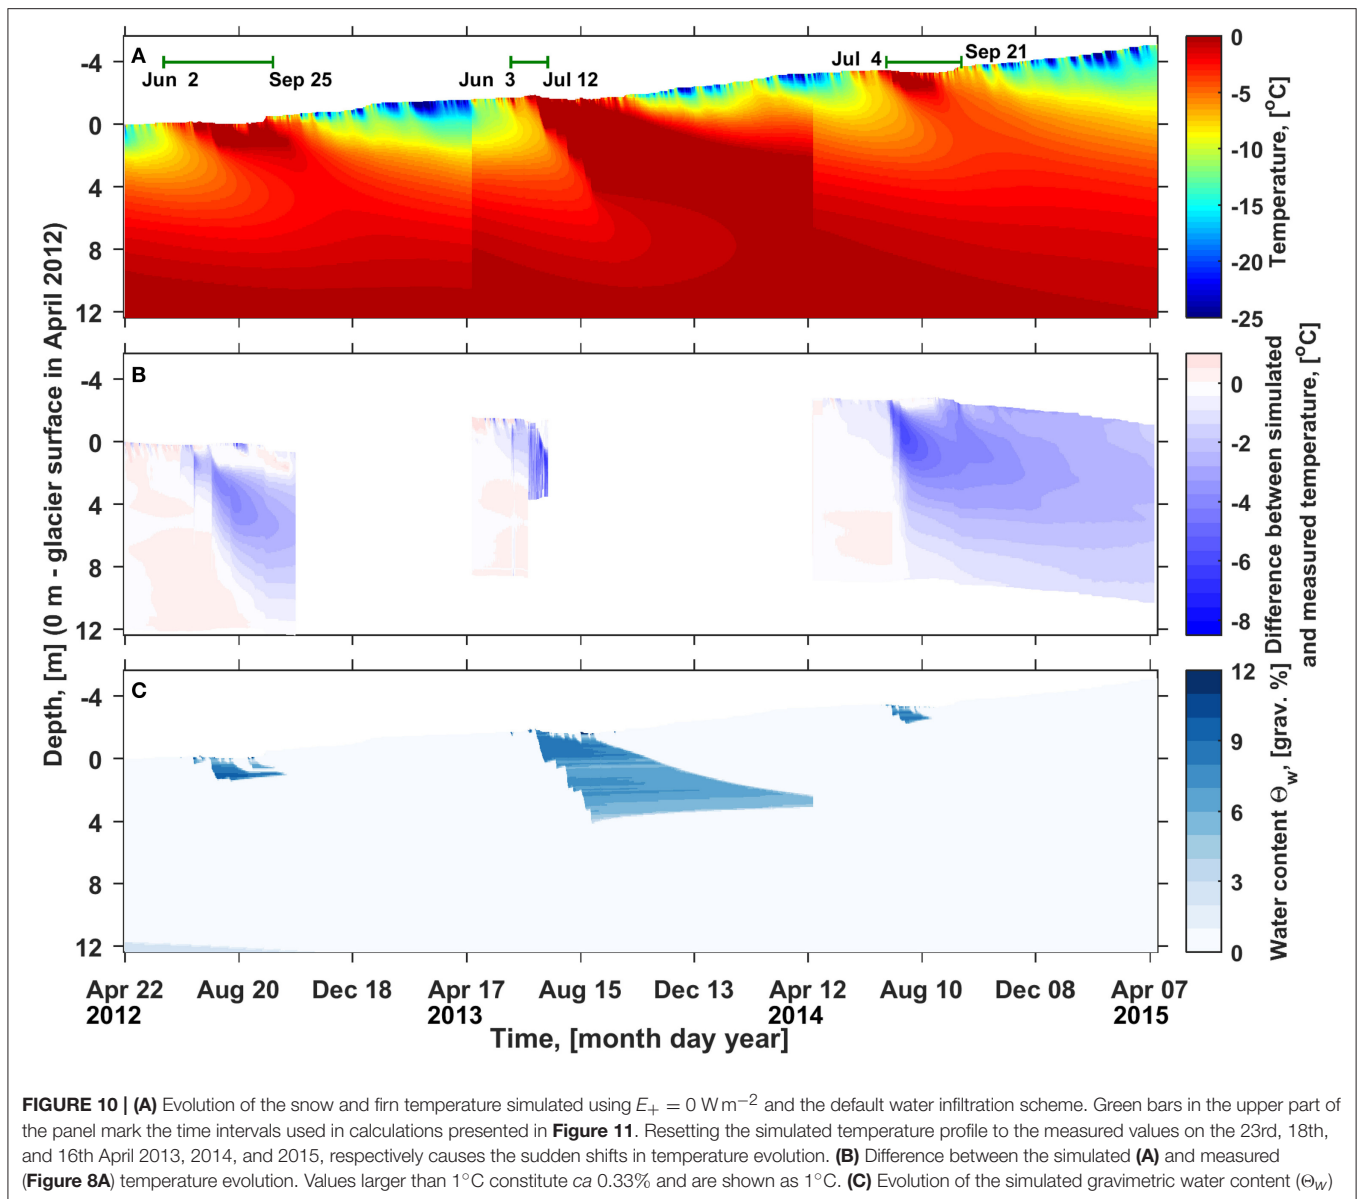 A
Jun 2
Sep 25
Jun 3
Jul 12
Jul 4
Sep 21
-4
0
4
8
12
0
-5
-10
-15
-20
-25
Temperature, [°C]
B
-4
0
4
8
12
0
-2
-4
-6
-8
Difference between simulated
and measured temperature, [°C]
C
-4
0
4
8
12
12
9
6
3
0
Water content Θw, [grav. %]
Depth, [m] (0 m - glacier surface in April 2012)
Apr 22 Aug 20 Dec 18 Apr 17 Aug 15 Dec 13 Apr 12 Aug 10 Dec 08 Apr 07
2012 2013 2014 2015
Time, [month day year]
FIGURE 10 | (A) Evolution of the snow and firn temperature simulated using E+ = 0 W m−2 and the default water infiltration scheme. Green bars in the upper part of
the panel mark the time intervals used in calculations presented in Figure 11. Resetting the simulated temperature profile to the measured values on the 23rd, 18th,
and 16th April 2013, 2014, and 2015, respectively causes the sudden shifts in temperature evolution. (B) Difference between the simulated (A) and measured
(Figure 8A) temperature evolution. Values larger than 1°C constitute ca 0.33% and are shown as 1°C. (C) Evolution of the simulated gravimetric water content (ΘW)